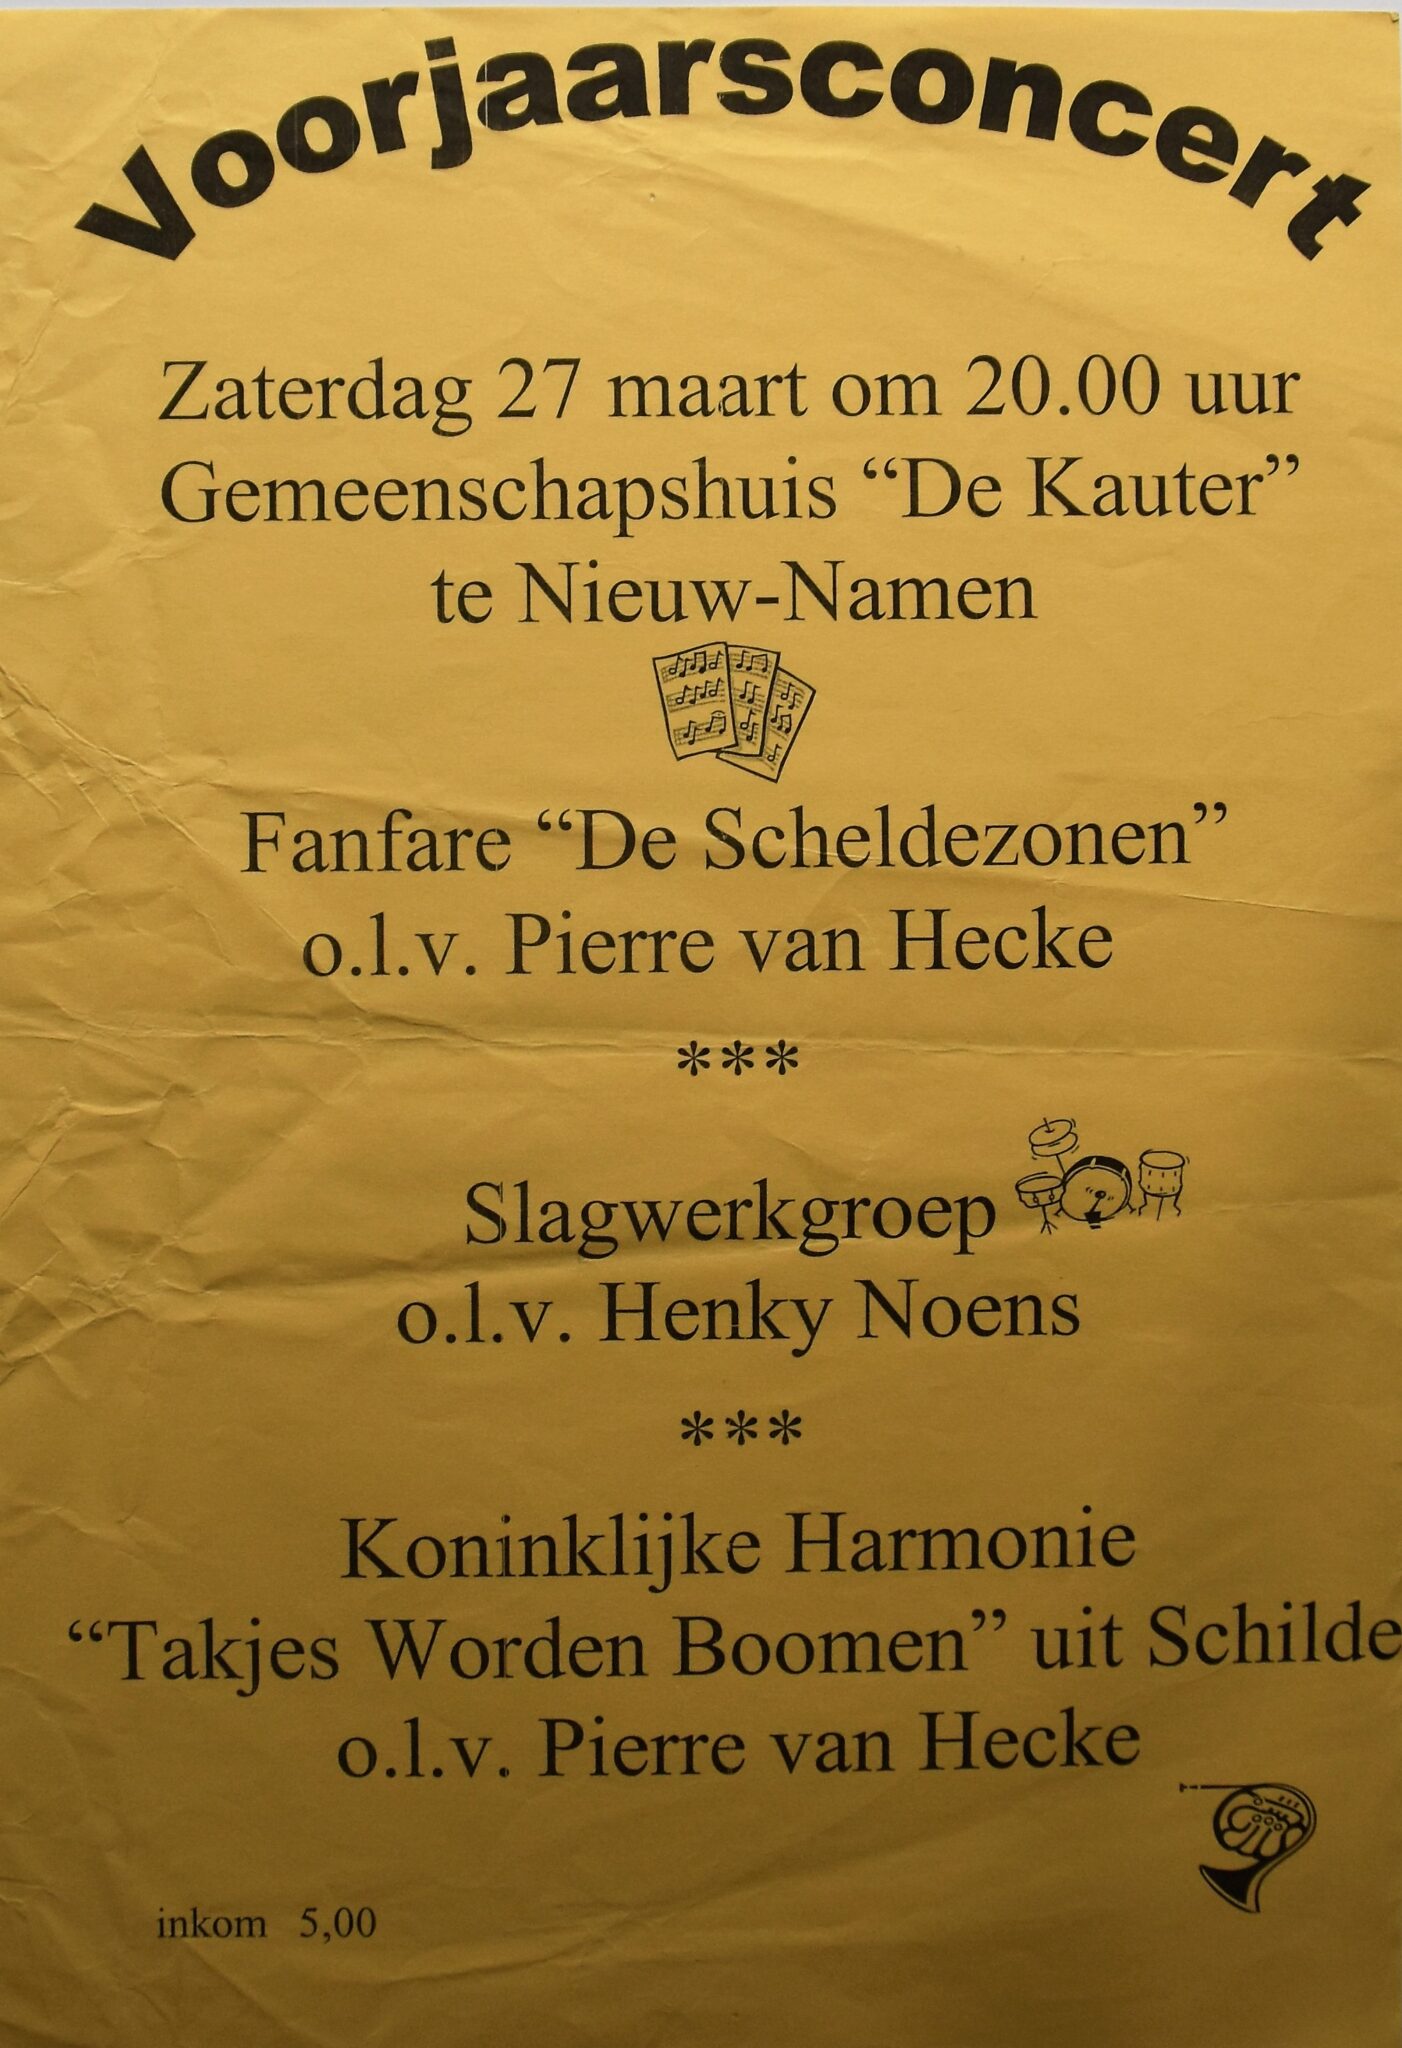 Voorjaarsconcert
Zaterdag 27 maart om 20.00 uur
Gemeenschapshuis “De Kauter”
te Nieuw-Namen
Fanfare “De Scheldezonen”
o.l.v. Pierre van Hecke
***
Slagwerkgroep
o.l.v. Henky Noens
***
Koninklijke Harmonie
“Takjes Worden Boomen” uit Schilde
o.l.v. Pierre van Hecke
inkom 5,00